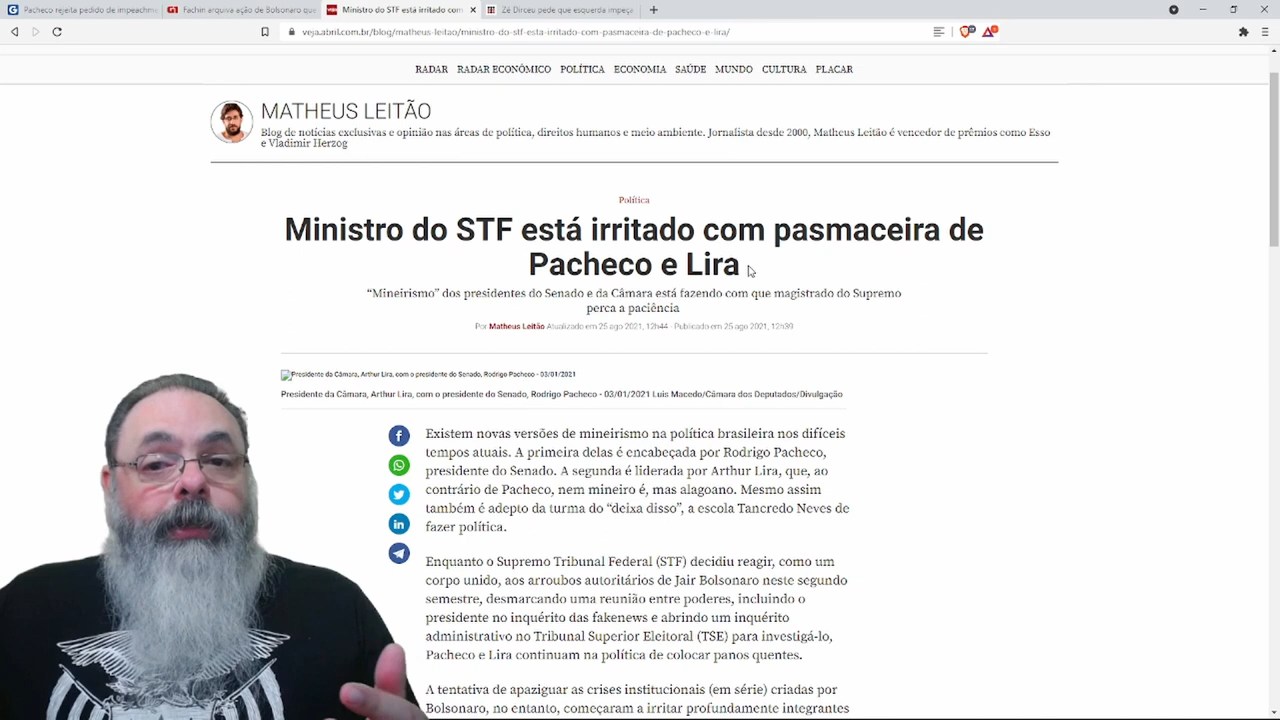 Pacheco rejeita pedido de impeachme
Fachin arquiva ação de Bolsonaro que
Ministro do STF está irritado com
Zé Dirceu pede que esquerda impeça
veja.abril.com.br/blog/matheus-leitao/ministro-do-stf-esta-irritado-com-pasmaceira-de-pacheco-e-lira/
RADAR RADAR ECONÔMICO POLÍTICA ECONOMIA SAÚDE MUNDO CULTURA PLACAR
MATHEUS LEITÃO
Blog de notícias exclusivas e opinião nas áreas de política, direitos humanos e meio ambiente. Jornalista desde 2000, Matheus Leitão é vencedor de prêmios como Esso
e Vladimir Herzog
Política
Ministro do STF está irritado com pasmaceira de
Pacheco e Lira
“Mineirismo” dos presidentes do Senado e da Câmara está fazendo com que magistrado do Supremo
perca a paciência
Por Matheus Leitão Atualizado em 25 ago 2021, 12h44 - Publicado em 25 ago 2021, 12h39
Presidente da Câmara, Arthur Lira, com o presidente do Senado, Rodrigo Pacheco - 03/01/2021
Presidente da Câmara, Arthur Lira, com o presidente do Senado, Rodrigo Pacheco - 03/01/2021 Luis Macedo/Câmara dos Deputados/Divulgação
Existem novas versões de mineirismo na política brasileira nos difíceis
tempos atuais. A primeira delas é encabeçada por Rodrigo Pacheco,
presidente do Senado. A segunda é liderada por Arthur Lira, que, ao
contrário de Pacheco, nem mineiro é, mas alagoano. Mesmo assim
também é adepto da turma do “deixa disso”, a escola Tancredo Neves de
fazer política.
Enquanto o Supremo Tribunal Federal (STF) decidiu reagir, como um
corpo unido, aos arroubos autoritários de Jair Bolsonaro neste segundo
semestre, desmarcando uma reunião entre poderes, incluindo o
presidente no inquérito das fakenews e abrindo um inquérito
administrativo no Tribunal Superior Eleitoral (TSE) para investigá-lo,
Pacheco e Lira continuam na política de colocar panos quentes.
A tentativa de apaziguar as crises institucionais (em série) criadas por
Bolsonaro, no entanto, começaram a irritar profundamente integrantes